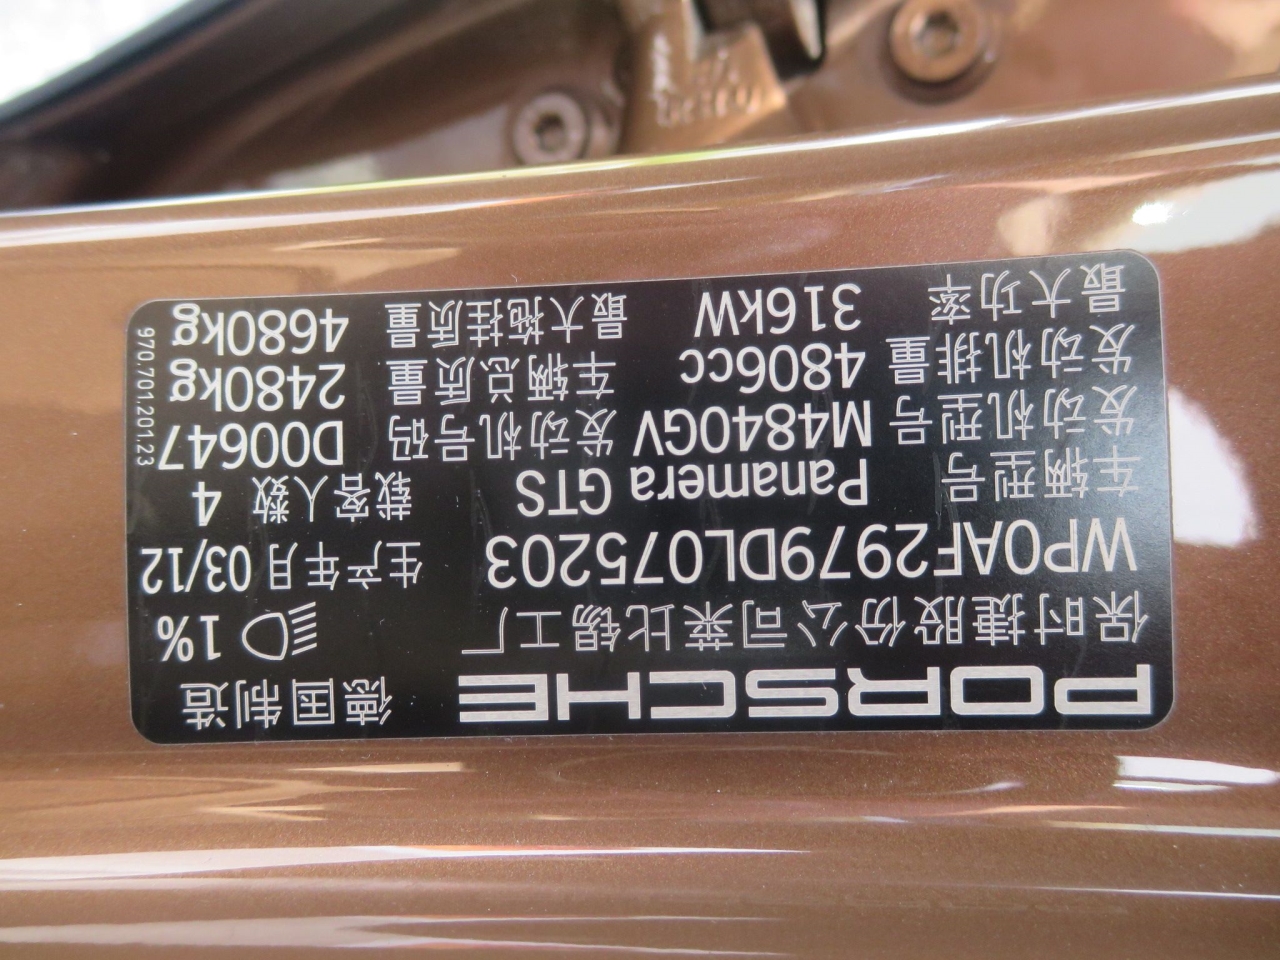 PORSCHE 德国制造
保时捷股份公司莱比锡工厂 1%
WP0AF2979DL075203 生产年月 03/12
车辆型号 Panamera GTS 载客人数 4
发动机型号 M4840GV 发动机号码 D00647
发动机排量 4806cc 车辆总质量 2480kg
最大功率 316kW 最大拖挂质量 4680kg
970.701.201.23